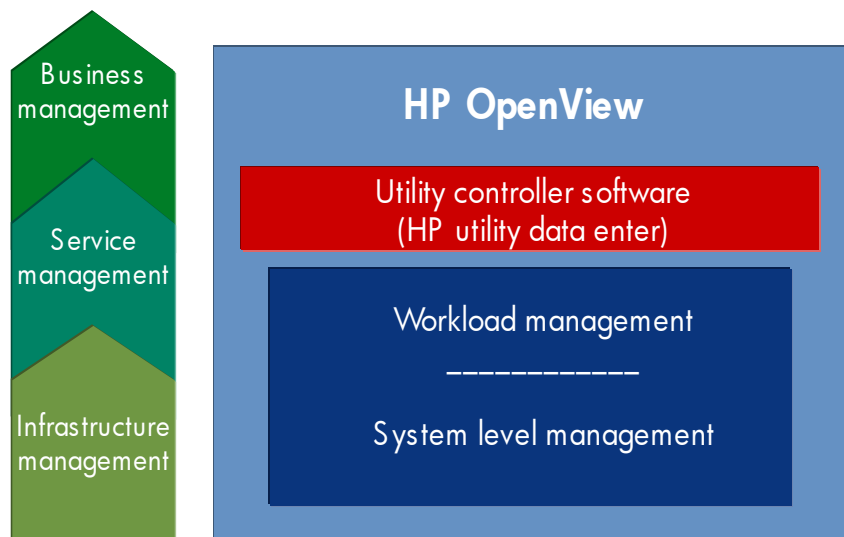 Business
management
Service
management
Infrastructure
management
HP OpenView
Utility controller software
(HP utility data enter)
Workload management
____________
System level management